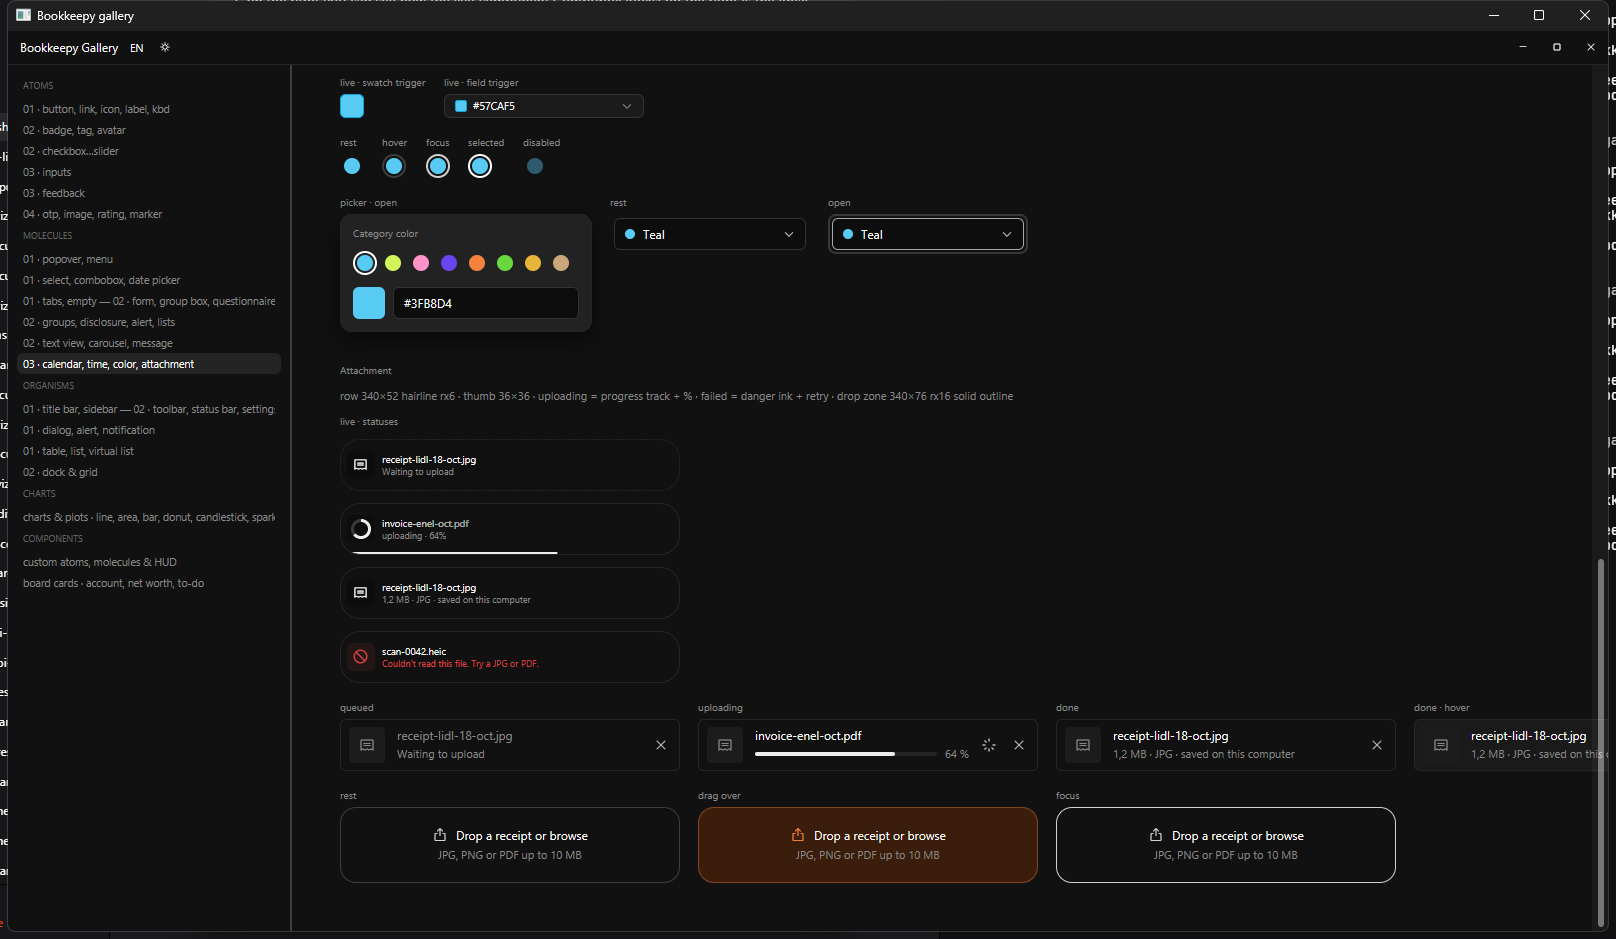 Bookkeepy gallery
Bookkeepy Gallery EN
ATOMS
01 · button, link, icon, label, kbd
02 · badge, tag, avatar
02 · checkbox...slider
03 · inputs
03 · feedback
04 · otp, image, rating, marker
MOLECULES
01 · popover, menu
01 · select, combobox, date picker
01 · tabs, empty — 02 · form, group box, questionnaire
02 · groups, disclosure, alert, lists
02 · text view, carousel, message
03 · calendar, time, color, attachment
ORGANISMS
01 · title bar, sidebar — 02 · toolbar, status bar, setting
01 · dialog, alert, notification
01 · table, list, virtual list
02 · dock & grid
CHARTS
charts & plots · line, area, bar, donut, candlestick, spark
COMPONENTS
custom atoms, molecules & HUD
board cards · account, net worth, to-do
live · swatch trigger live · field trigger
#57CAF5
rest hover focus selected disabled
picker · open rest open
Category color
Teal Teal
#3FB8D4
Attachment
row 340×52 hairline rx6 · thumb 36×36 · uploading = progress track + % · failed = danger ink + retry · drop zone 340×76 rx16 solid outline
live · statuses
receipt-lidl-18-oct.jpg
Waiting to upload
invoice-enel-oct.pdf
uploading · 64%
receipt-lidl-18-oct.jpg
1,2 MB · JPG · saved on this computer
scan-0042.heic
Couldn't read this file. Try a JPG or PDF.
queued uploading done done · hover
receipt-lidl-18-oct.jpg
Waiting to upload
invoice-enel-oct.pdf
64 %
receipt-lidl-18-oct.jpg
1,2 MB · JPG · saved on this computer
receipt-lidl-18-oct.jpg
1,2 MB · JPG · saved on this c
rest drag over focus
Drop a receipt or browse
JPG, PNG or PDF up to 10 MB
Drop a receipt or browse
JPG, PNG or PDF up to 10 MB
Drop a receipt or browse
JPG, PNG or PDF up to 10 MB